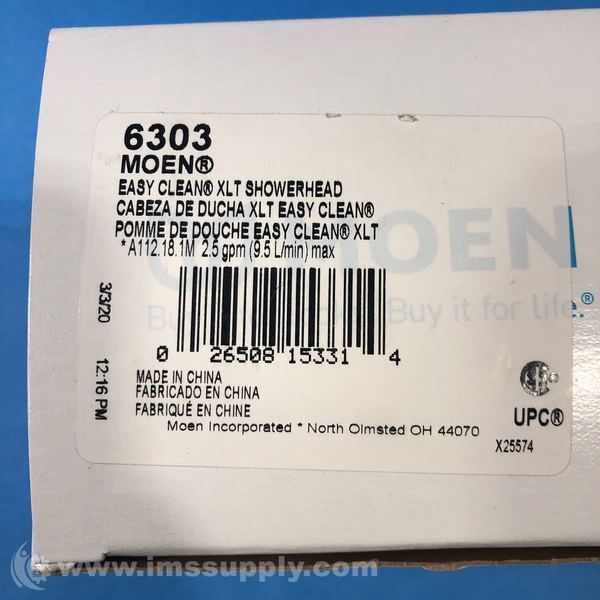 6303
MOEN®
EASY CLEAN® XLT SHOWERHEAD
CABEZA DE DUCHA XLT EASY CLEAN®
POMME DE DOUCHE EASY CLEAN® XLT
* A112.18.1M 2.5 gpm (9.5 L/min) max
MOEN
Buy it for life.®
3/3/20 12:16 PM
0 26508 15331 4
MADE IN CHINA
FABRICADO EN CHINA
FABRIQUÉ EN CHINE
Moen Incorporated * North Olmsted OH 44070
UPC®
X25574
www.imssupply.com